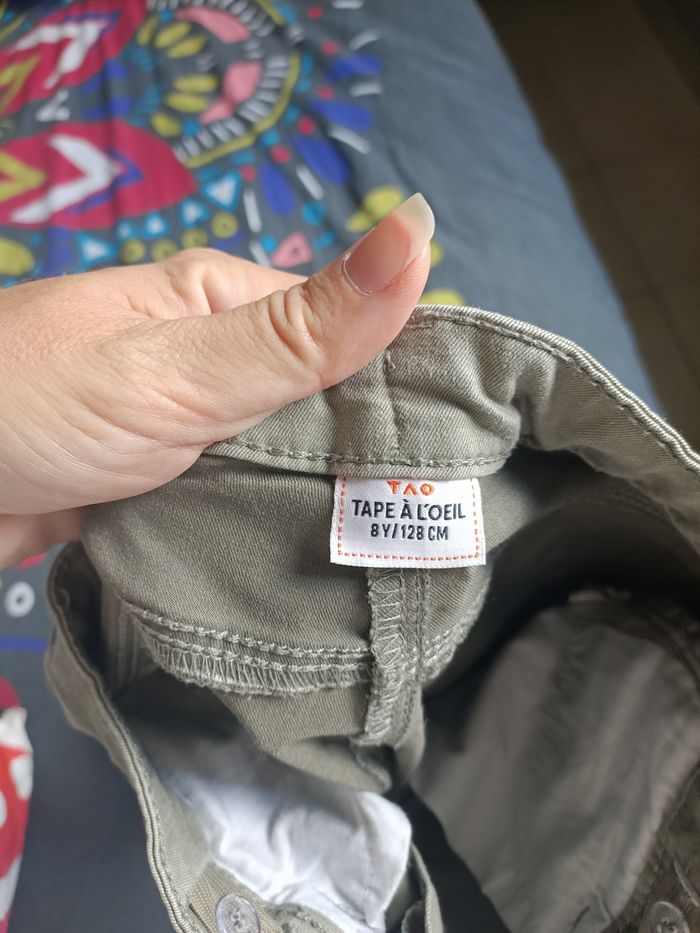 TAO
TAPE À L'OEIL
8Y/128 CM